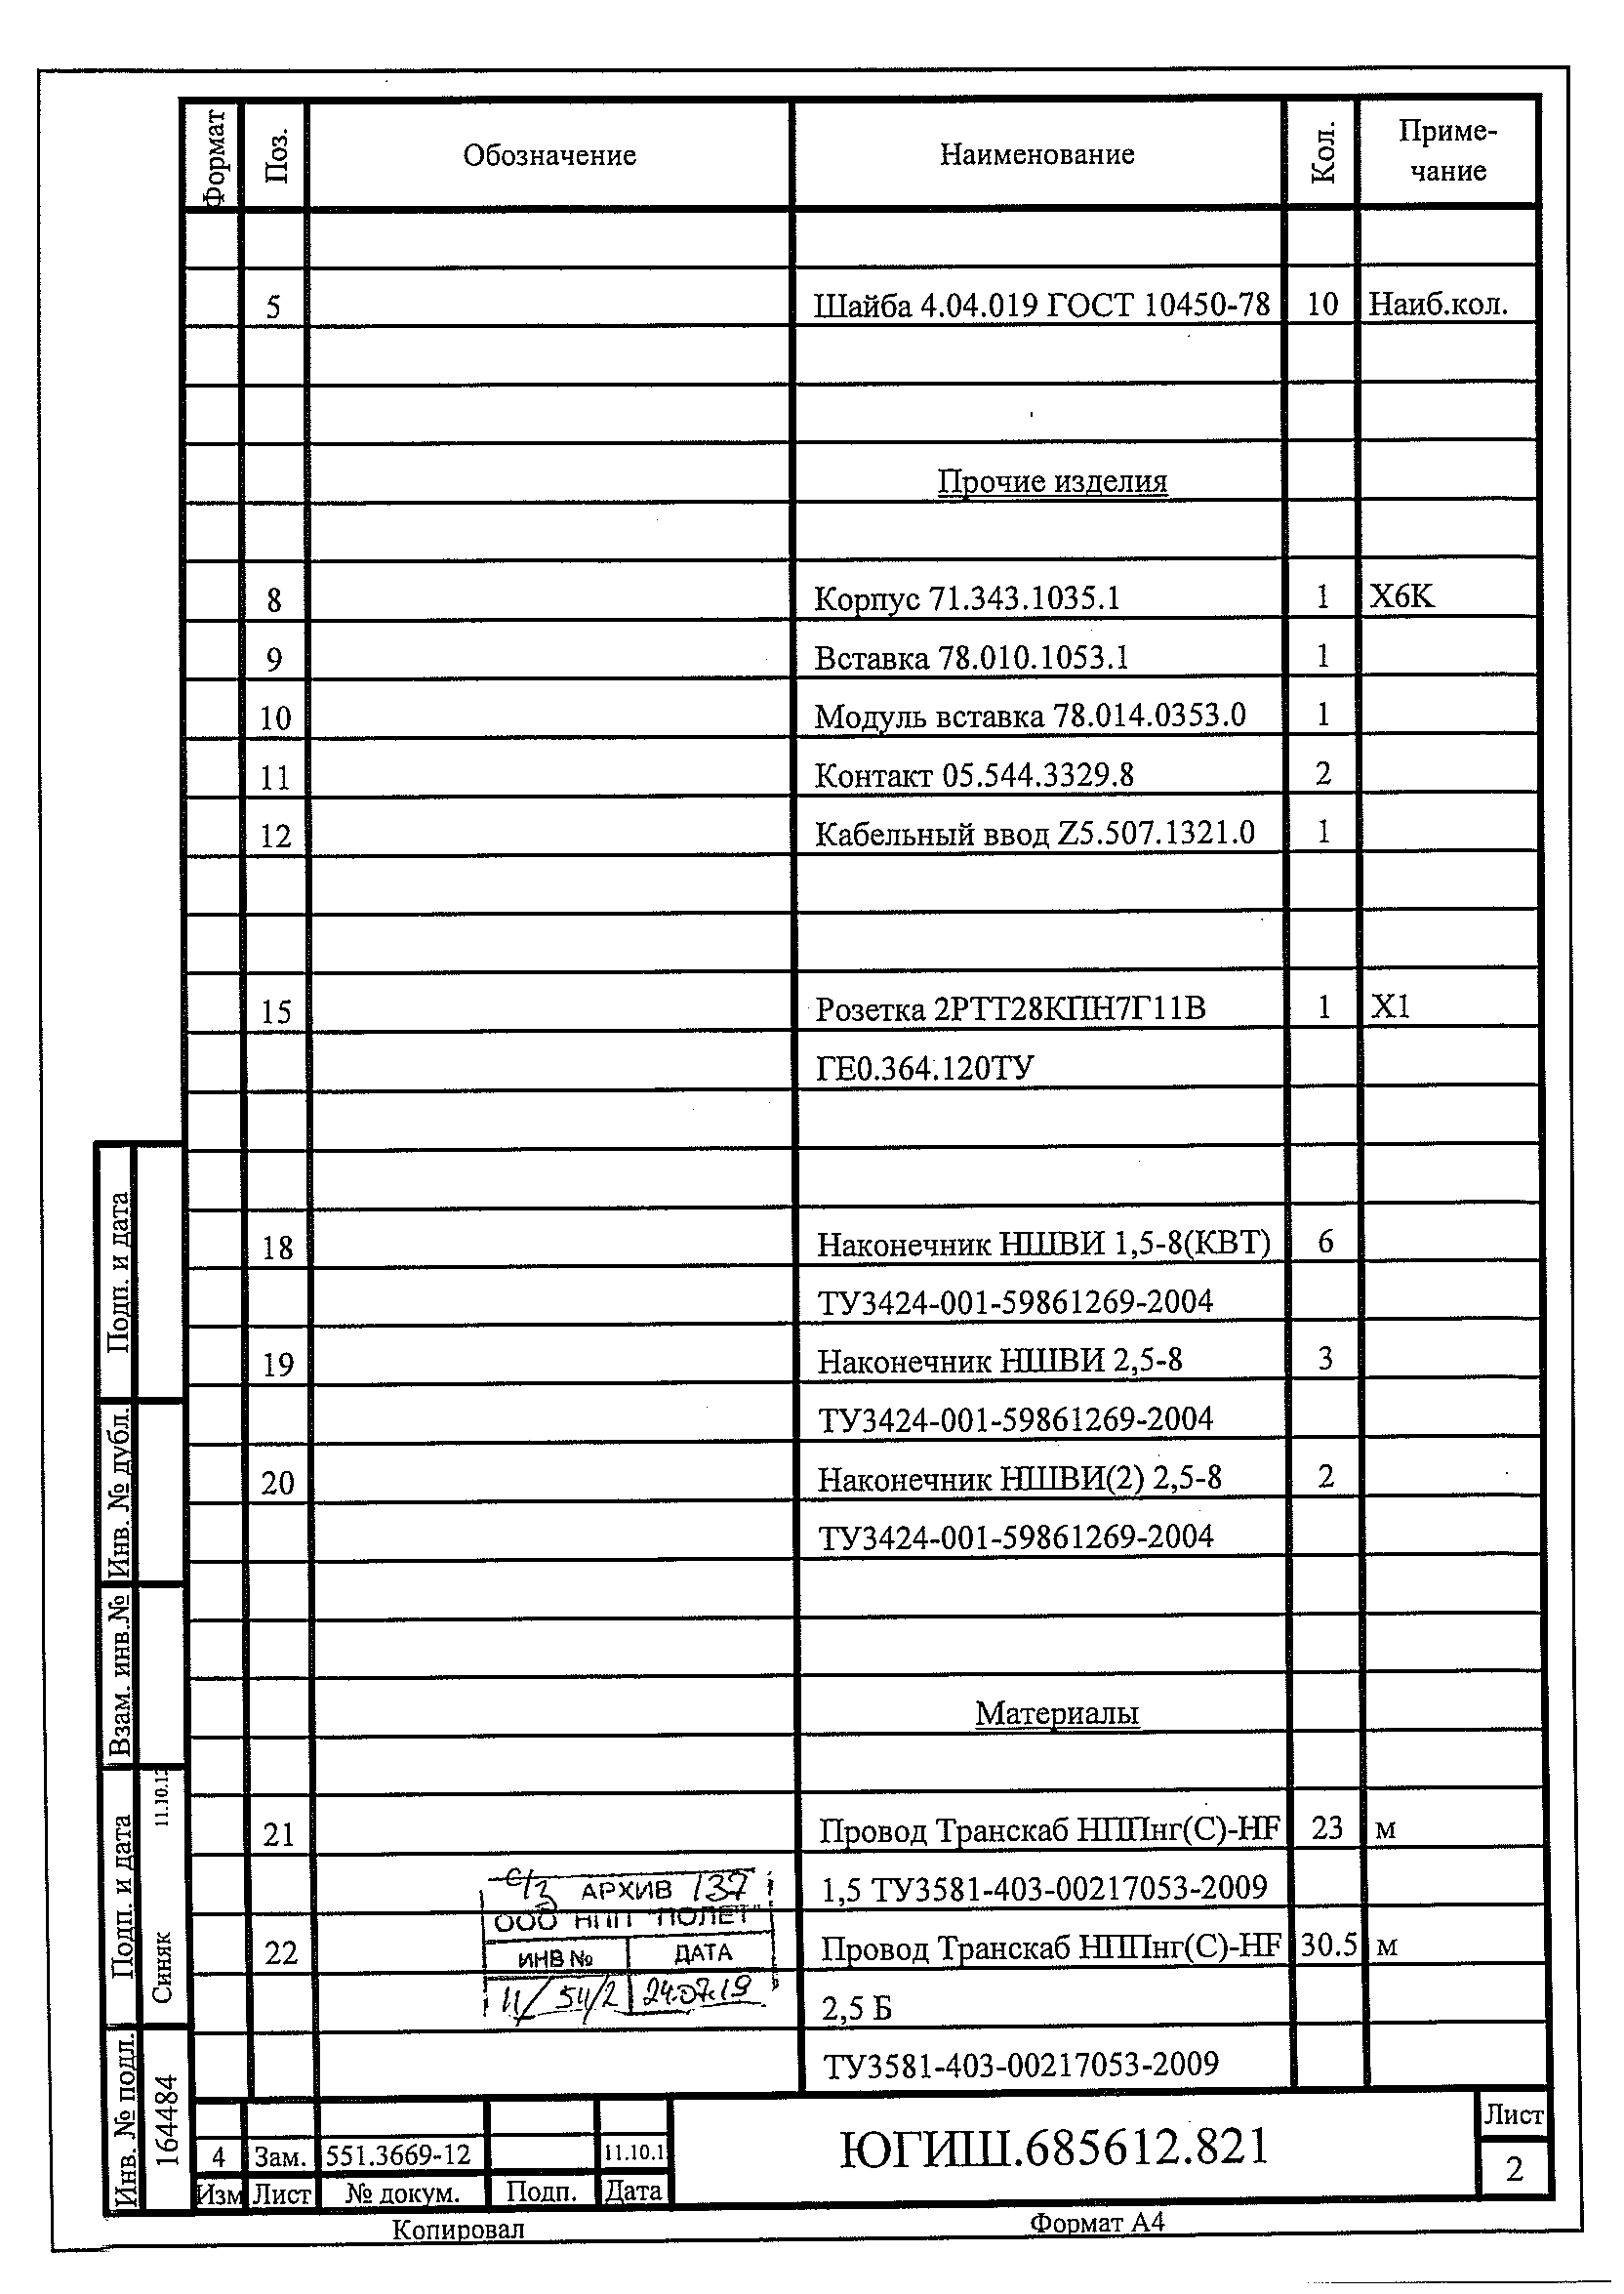 Формат Поз. Обозначение Наименование Кол. Приме-
чание
5 Шайба 4.04.019 ГОСТ 10450-78 10 Наиб.кол.
Прочие изделия
8 Корпус 71.343.1035.1 1 Х6К
9 Вставка 78.010.1053.1 1
10 Модуль вставка 78.014.0353.0 1
11 Контакт 05.544.3329.8 2
12 Кабельный ввод Z5.507.1321.0 1
15 Розетка 2РТТ28КПН7Г11В 1 X1
ГЕ0.364.120ТУ
18 Наконечник НШВИ 1,5-8(КВТ) 6
ТУ3424-001-59861269-2004
19 Наконечник НШВИ 2,5-8 3
ТУ3424-001-59861269-2004
20 Наконечник НШВИ(2) 2,5-8 2
ТУ3424-001-59861269-2004
Материалы
21 Провод Транскаб НППнг(С)-HF 23 м
1,5 ТУ3581-403-00217053-2009
22 Провод Транскаб НППнг(С)-HF 30.5 м
2,5 Б
ТУ3581-403-00217053-2009
с/з АРХИВ 137
ООО НПП "ПОЛЕТ"
ИНВ № ДАТА
11/54/2 24.07.19
Подп. и дата
Инв. № дубл.
Взам. инв.№
Подп. и дата
Синяк 11.10.12
Инв. № подл.
164484
4 Зам. 551.3669-12 11.10.1
Изм Лист № докум. Подп. Дата
ЮГИШ.685612.821
Лист
2
Копировал Формат А4